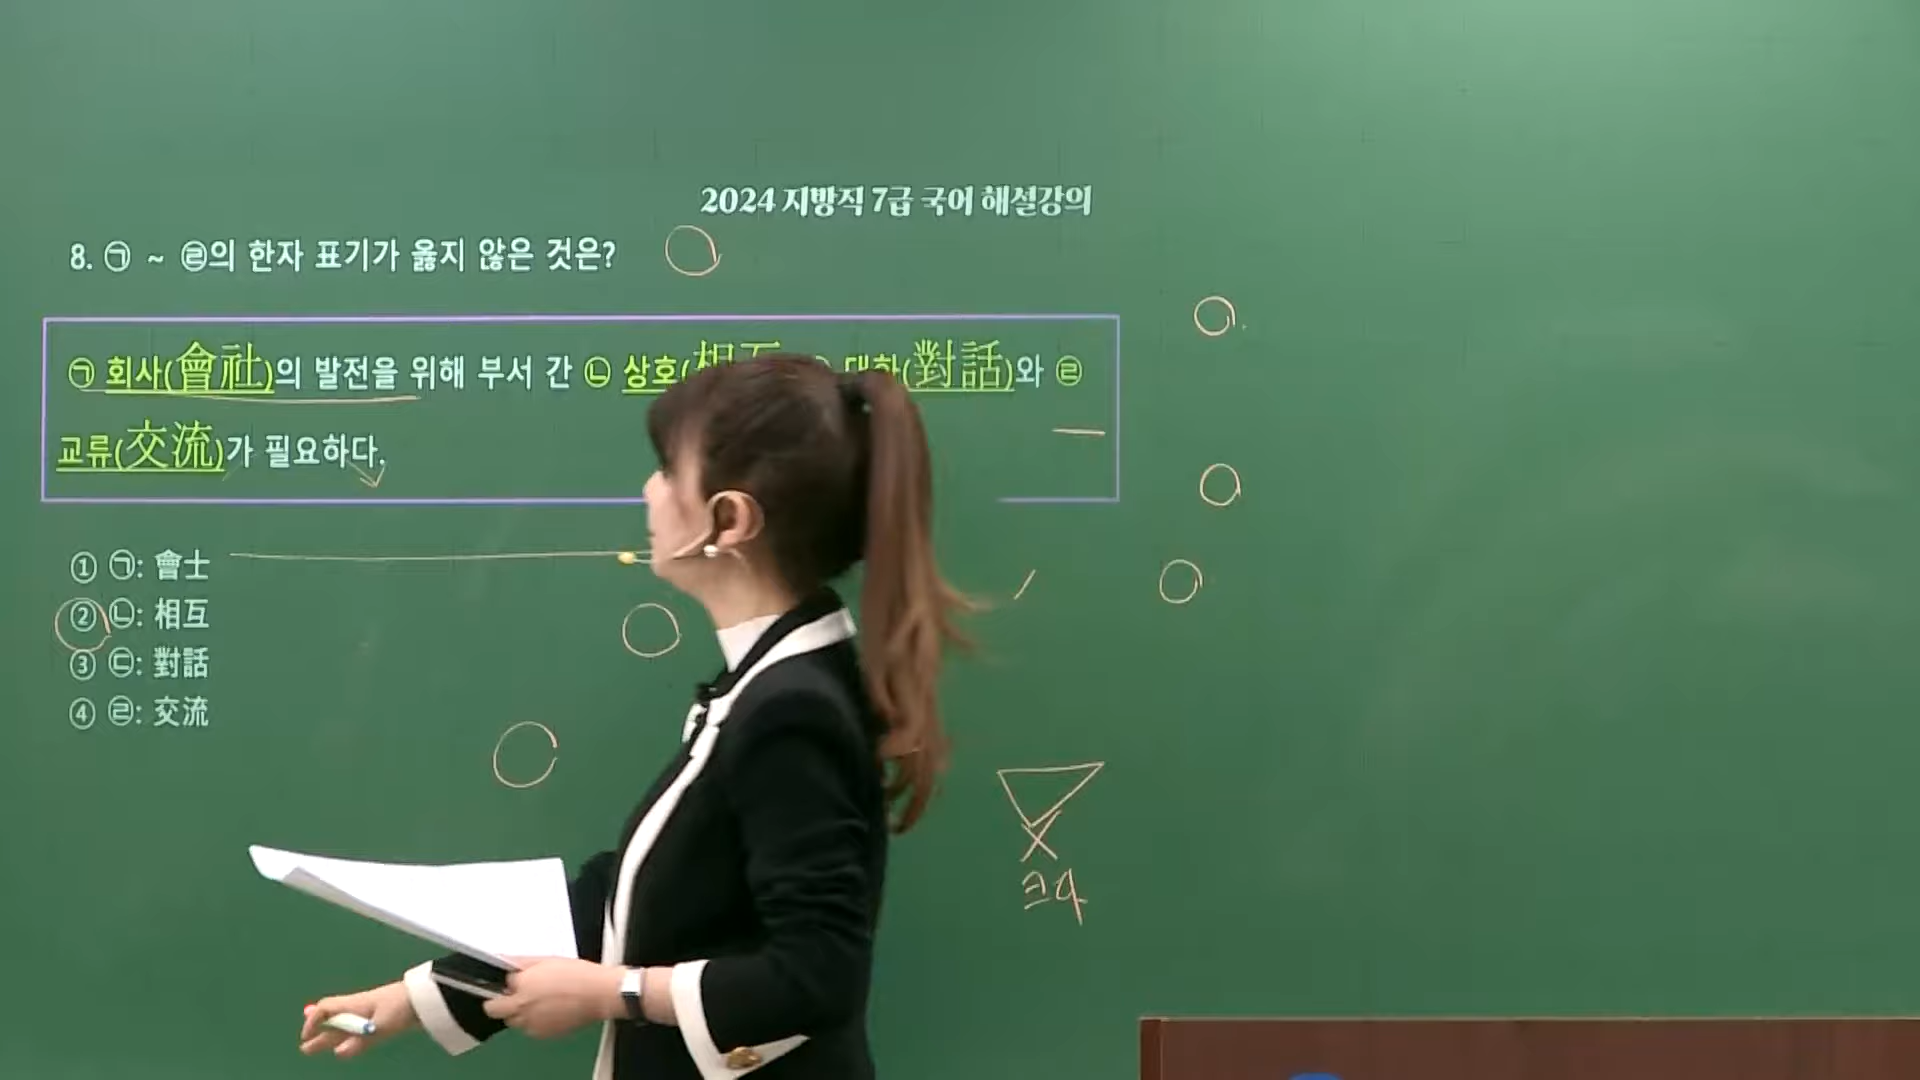 2024 지방직 7급 국어 해설강의
8. ㉠ ~ ㉣의 한자 표기가 옳지 않은 것은?
㉠ 회사(會社)의 발전을 위해 부서 간 ㉡ 상호(相互 대화(對話)와 ㉣
교류(交流)가 필요하다.
① ㉠: 會士
② ㉡: 相互
③ ㉢: 對話
④ ㉣: 交流